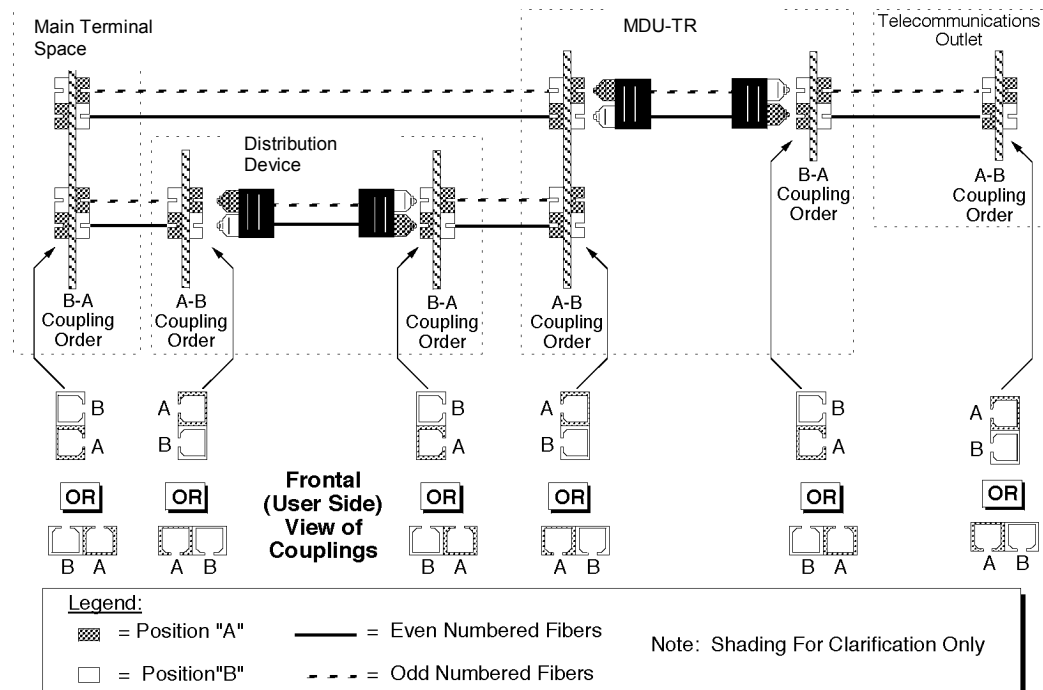 Main Terminal
Space
MDU-TR
Telecommunications
Outlet
Distribution
Device
B-A
Coupling
Order
A-B
Coupling
Order
B-A
Coupling
Order
A-B
Coupling
Order
B-A
Coupling
Order
A-B
Coupling
Order
B
A
A
B
B
A
A
B
B
A
A
B
OR
OR
OR
OR
OR
OR
Frontal
(User Side)
View of
Couplings
B A
A B
B A
A B
B A
A B
Legend:
= Position "A"
= Even Numbered Fibers
Note: Shading For Clarification Only
= Position"B"
= Odd Numbered Fibers